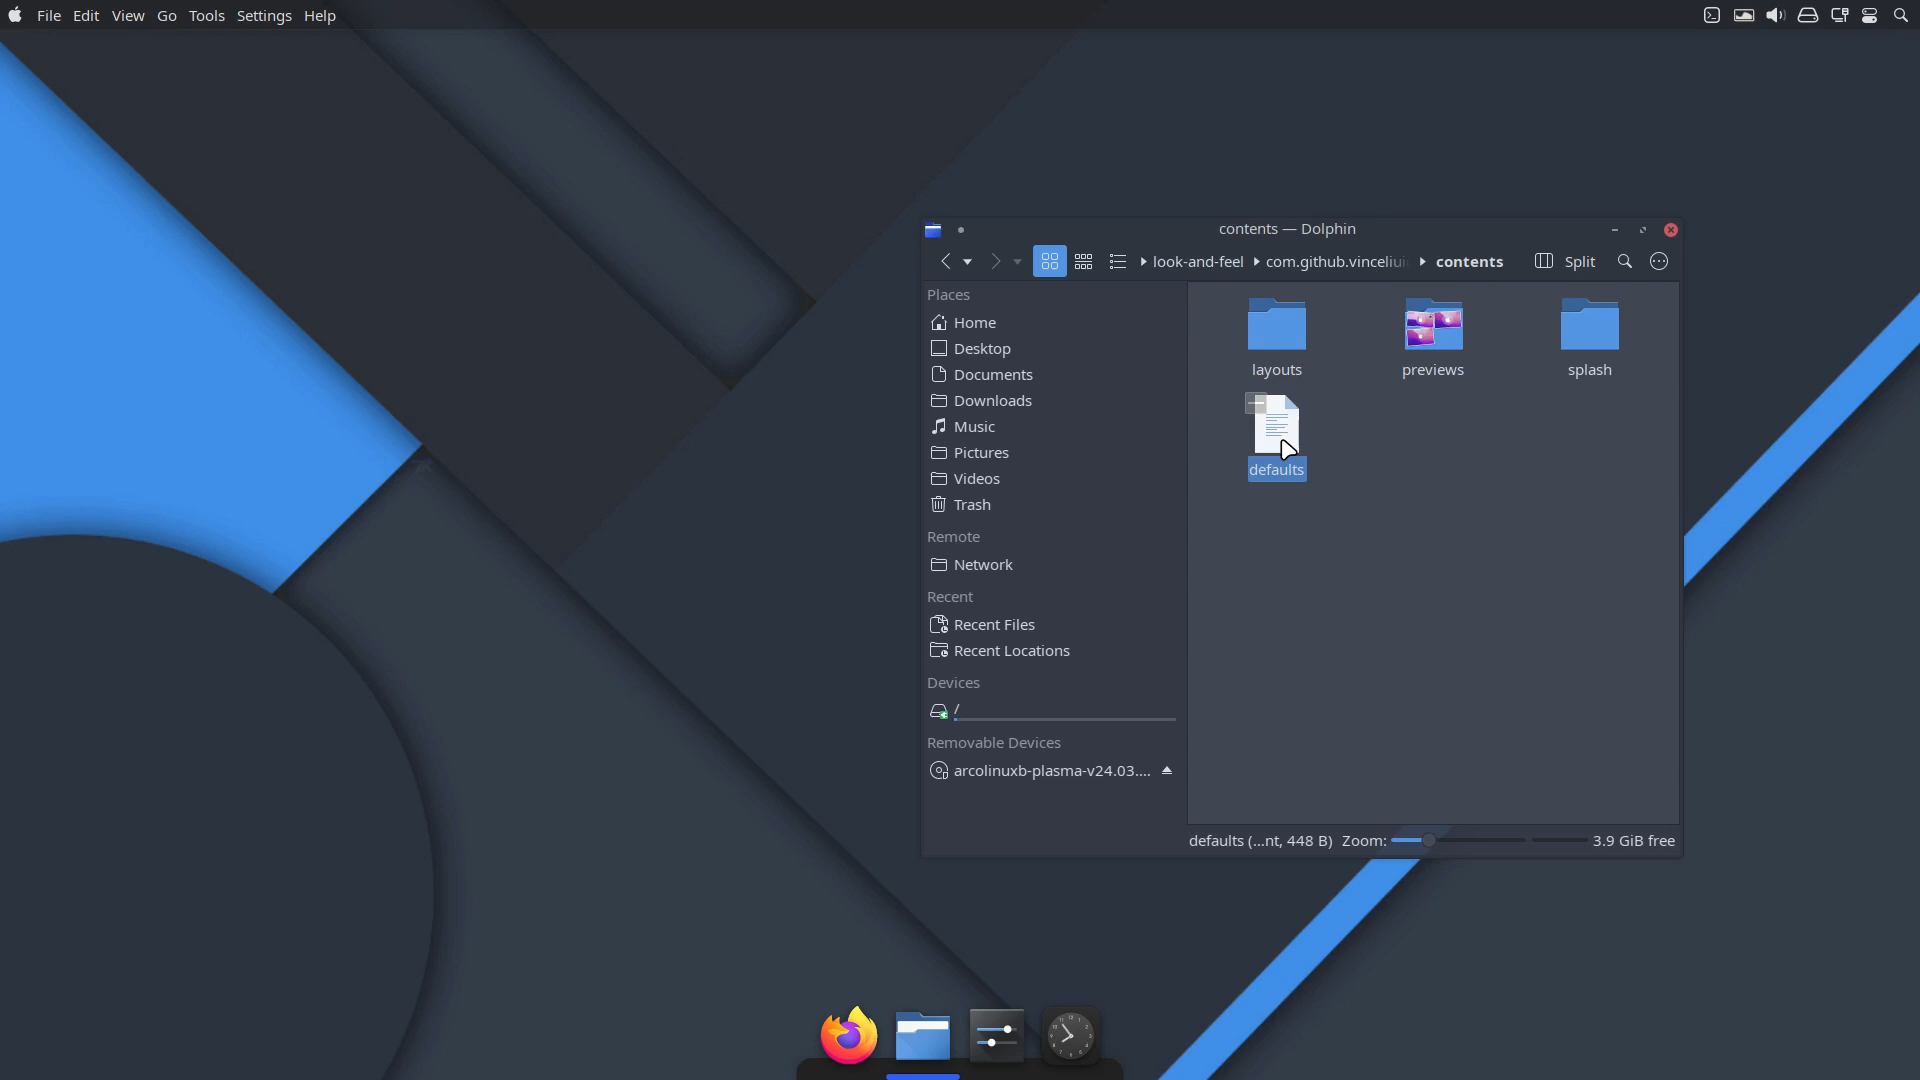 File Edit View Go Tools Settings Help
contents — Dolphin
look-and-feel com.github.vinceliui contents Split
Places
Home
Desktop
Documents
Downloads
Music
Pictures
Videos
Trash
Remote
Network
Recent
Recent Files
Recent Locations
Devices
/
Removable Devices
arcolinuxb-plasma-v24.03....
layouts
previews
splash
defaults
defaults (...nt, 448 B) Zoom: 3.9 GiB free